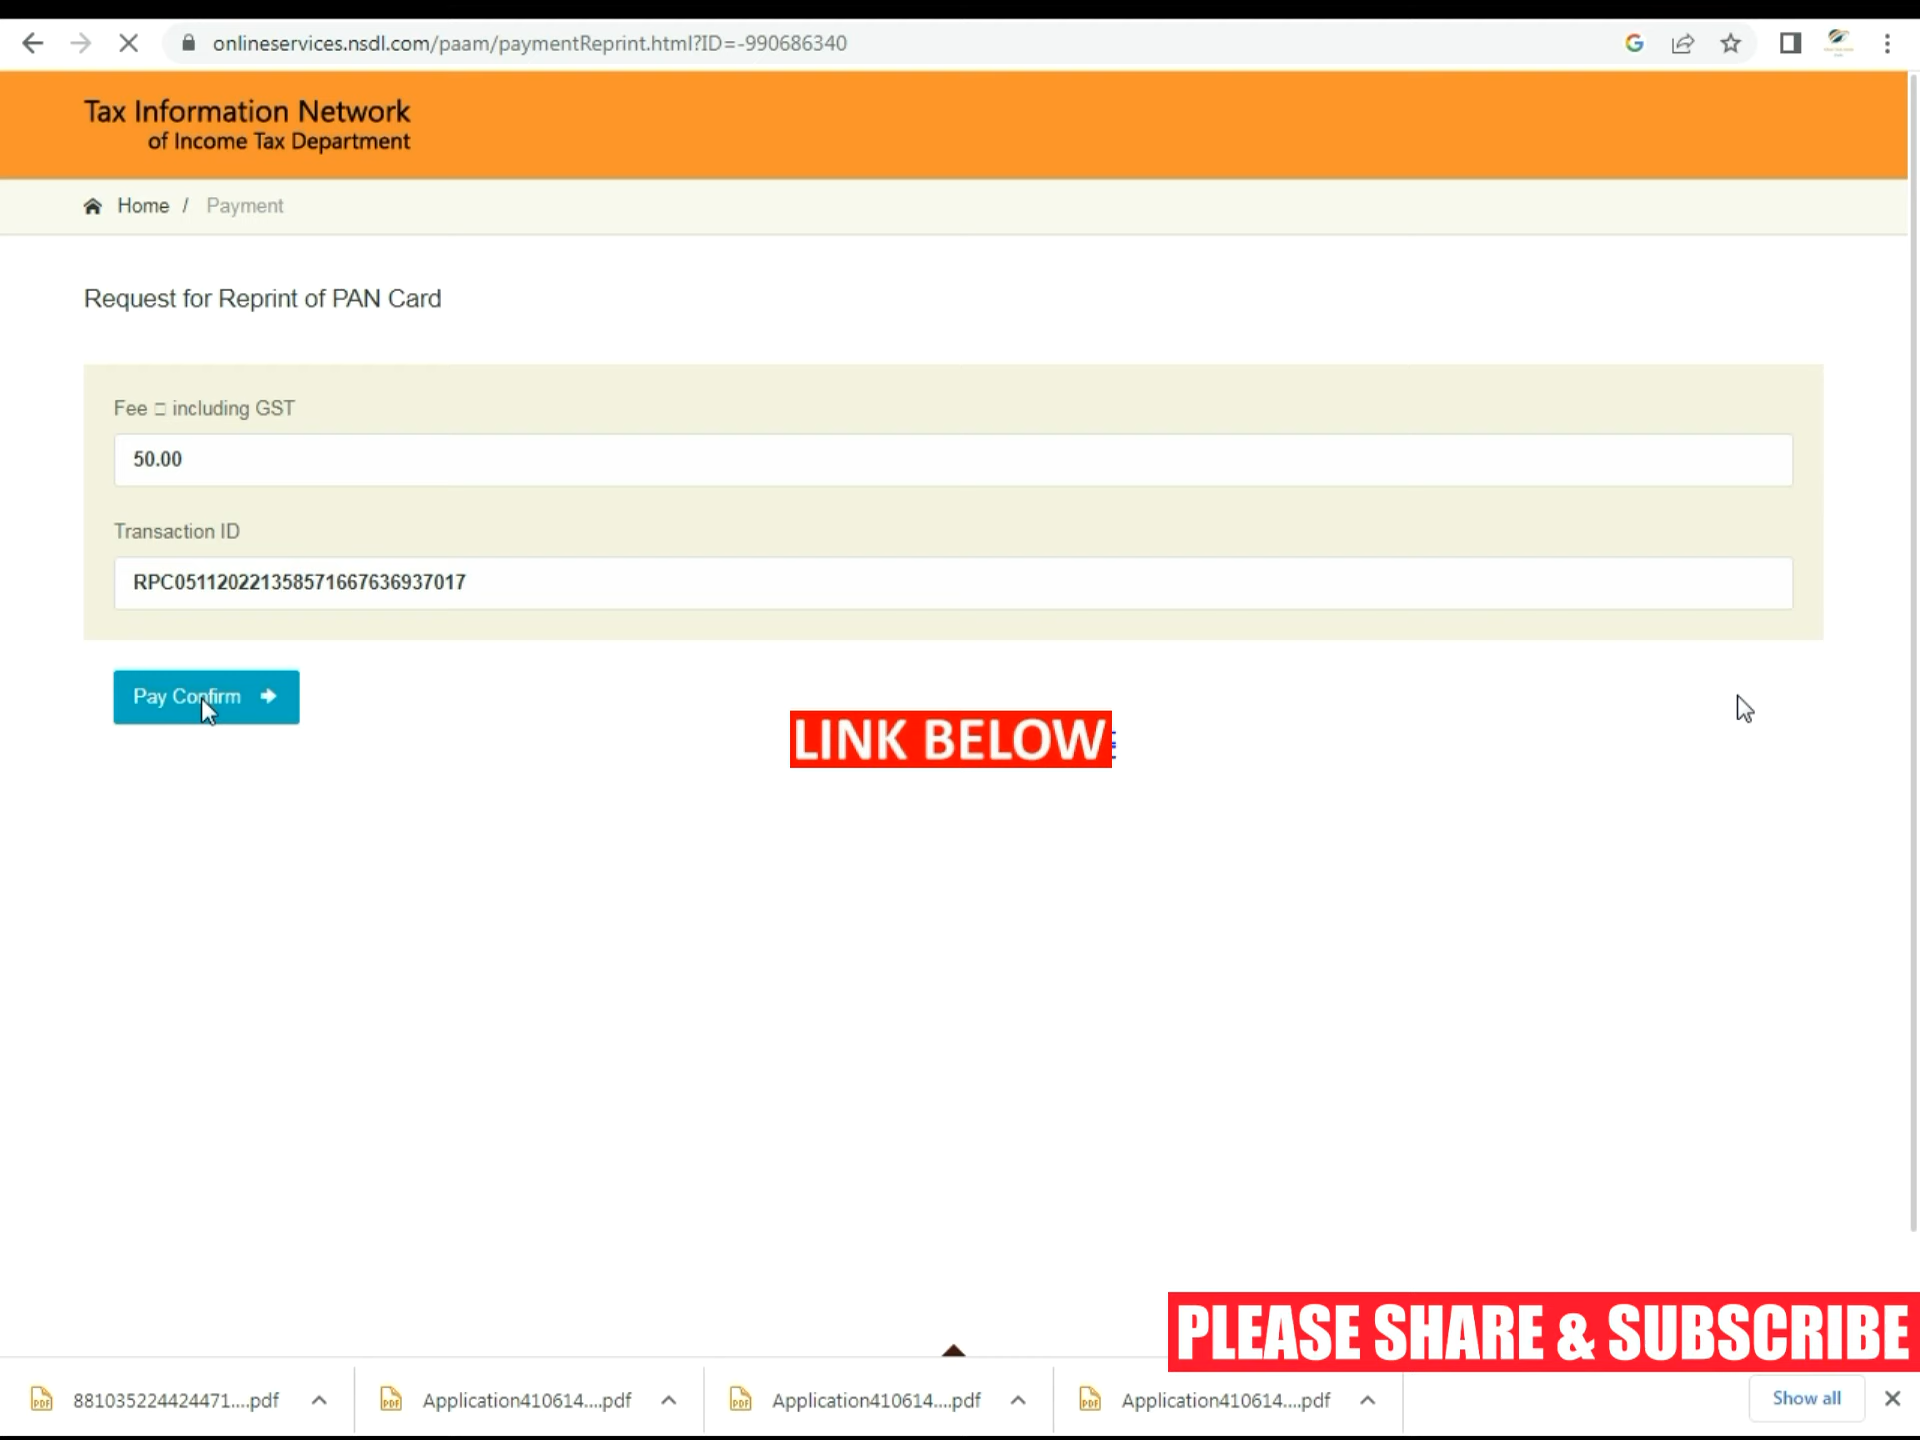 onlineservices.nsdl.com/paam/paymentReprint.html?ID=-990686340
Tax Information Network
of Income Tax Department
Home / Payment
Request for Reprint of PAN Card
Fee □ including GST
50.00
Transaction ID
RPC051120221358571667636937017
Pay Confirm
LINK BELOW
PLEASE SHARE & SUBSCRIBE
881035224424471....pdf
Application410614....pdf
Application410614....pdf
Application410614....pdf
Show all